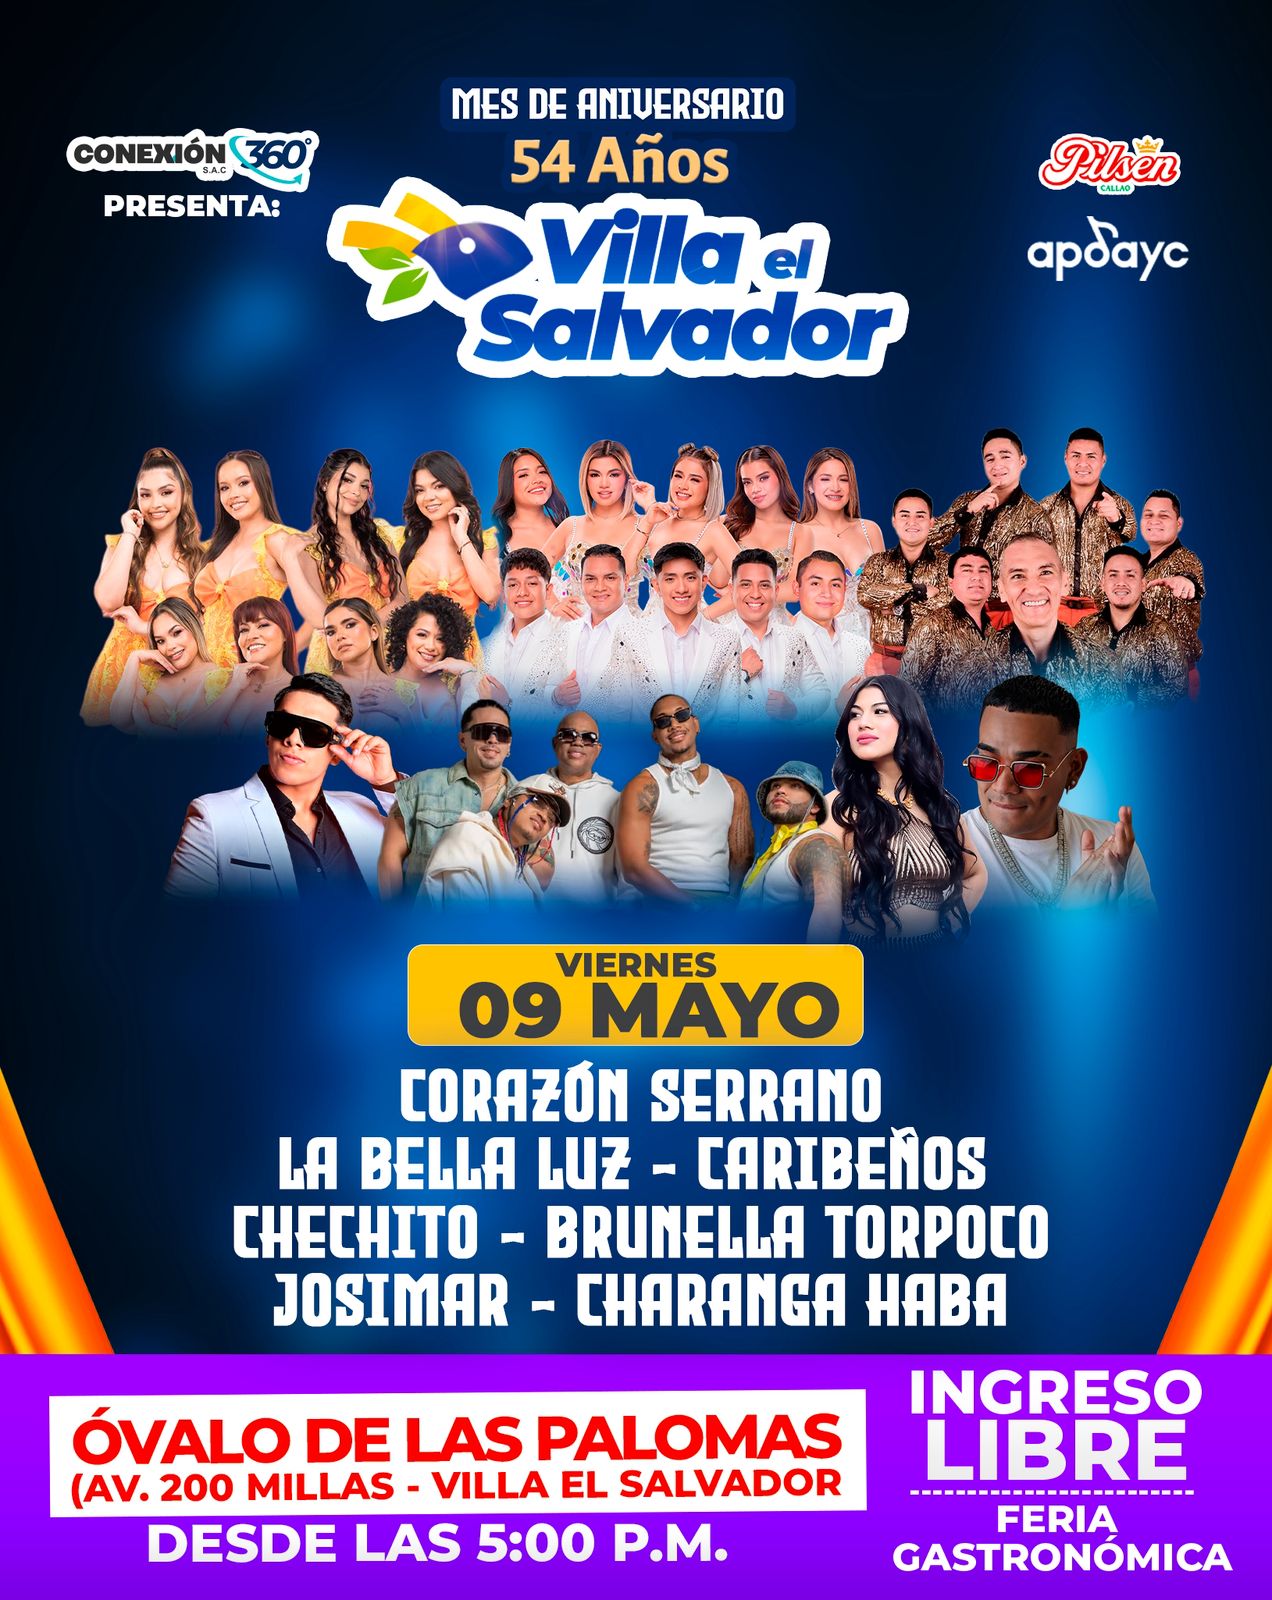 MES DE ANIVERSARIO
54 Años
CONEXIÓN 360°
S.A.C
PRESENTA:
Villa el
Salvador
Pilsen
CALLAO
apdayc
VIERNES
09 MAYO
CORAZÓN SERRANO
LA BELLA LUZ - CARIBEÑOS
CHECHITO - BRUNELLA TORPOCO
JOSIMAR - CHARANGA HABA
ÓVALO DE LAS PALOMAS
(AV. 200 MILLAS - VILLA EL SALVADOR
DESDE LAS 5:00 P.M.
INGRESO
LIBRE
FERIA
GASTRONÓMICA